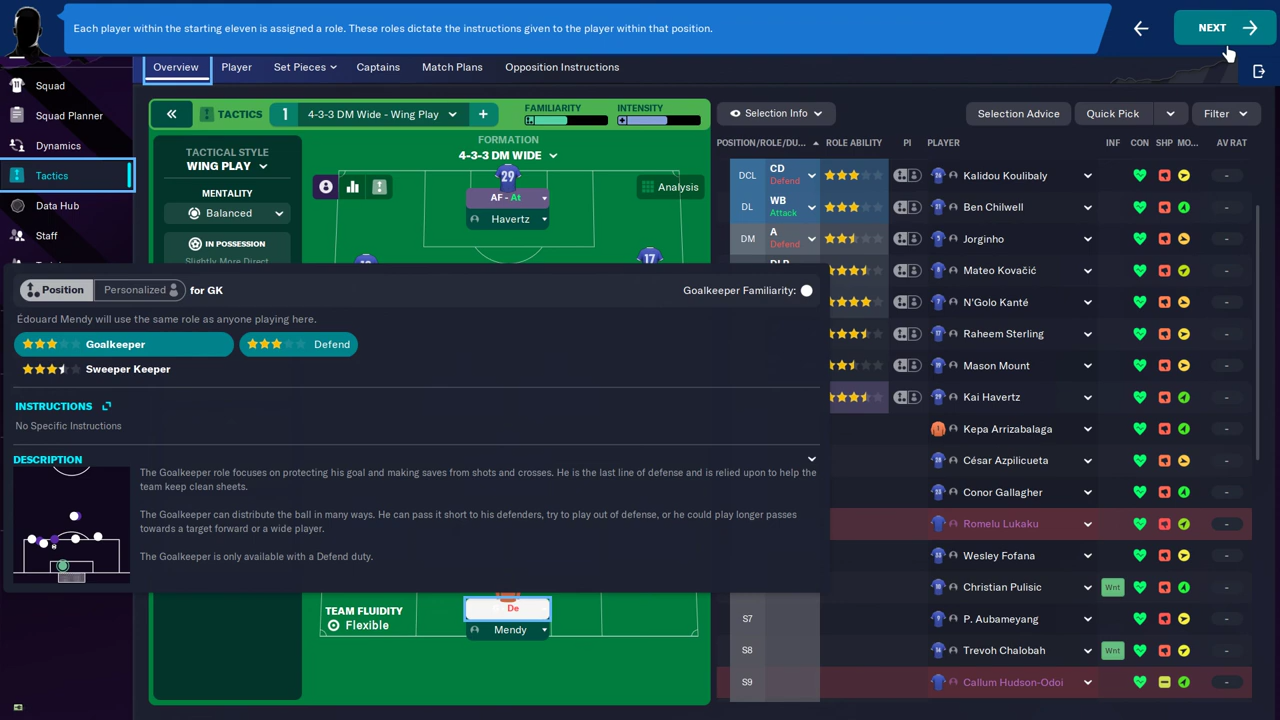 Each player within the starting eleven is assigned a role. These roles dictate the instructions given to the player within that position.
NEXT
Squad
Squad Planner
Dynamics
Tactics
Data Hub
Staff
Overview
Player
Set Pieces
Captains
Match Plans
Opposition Instructions
TACTICS
1
4-3-3 DM Wide - Wing Play
+
FAMILIARITY
INTENSITY
TACTICAL STYLE
WING PLAY
MENTALITY
Balanced
IN POSSESSION
Slightly More Direct
FORMATION
4-3-3 DM WIDE
Analysis
29
AF - At
Havertz
17
Selection Info
Selection Advice
Quick Pick
Filter
POSITION/ROLE/DU...
ROLE ABILITY
PI
PLAYER
INF
CON
SHP
MO...
AV RAT
DCL
CD
Defend
Kalidou Koulibaly
-
DL
WB
Attack
Ben Chilwell
-
DM
A
Defend
Jorginho
-
Mateo Kovačić
-
N'Golo Kanté
-
Raheem Sterling
-
Mason Mount
-
Kai Havertz
-
Kepa Arrizabalaga
-
César Azpilicueta
-
Conor Gallagher
-
Romelu Lukaku
-
Wesley Fofana
-
Christian Pulisic
Wnt
-
S7
P. Aubameyang
-
S8
Trevoh Chalobah
Wnt
-
S9
Callum Hudson-Odoi
-
Position
Personalized
for GK
Goalkeeper Familiarity:
Édouard Mendy will use the same role as anyone playing here.
Goalkeeper
Defend
Sweeper Keeper
INSTRUCTIONS
No Specific Instructions
DESCRIPTION
The Goalkeeper role focuses on protecting his goal and making saves from shots and crosses. He is the last line of defense and is relied upon to help the
team keep clean sheets.
The Goalkeeper can distribute the ball in many ways. He can pass it short to his defenders, try to play out of defense, or he could play longer passes
towards a target forward or a wide player.
The Goalkeeper is only available with a Defend duty.
TEAM FLUIDITY
Flexible
De
Mendy